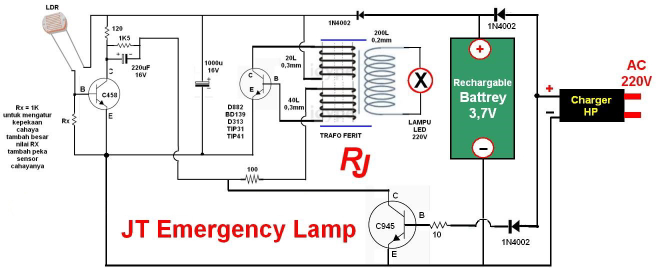 LDR
120
1K5
220uF
16V
C
B
C458
E
Rx
Rx = 1K
untuk mengatur
kepekaan
cahaya
tambah besar
nilai RX
tambah peka
sensor
cahayanya
1000u
16V
C
B
E
D882
BD139
D313
TIP31
TIP41
20L
0,3mm
40L
0,3mm
TRAFO FERIT
1N4002
200L
0,2mm
X
LAMPU
LED
220V
RJ
1N4002
+
Rechargable
Battrey
3,7V
−
AC
220V
+
−
Charger
HP
100
JT Emergency Lamp
C
C945
B
E
10
1N4002